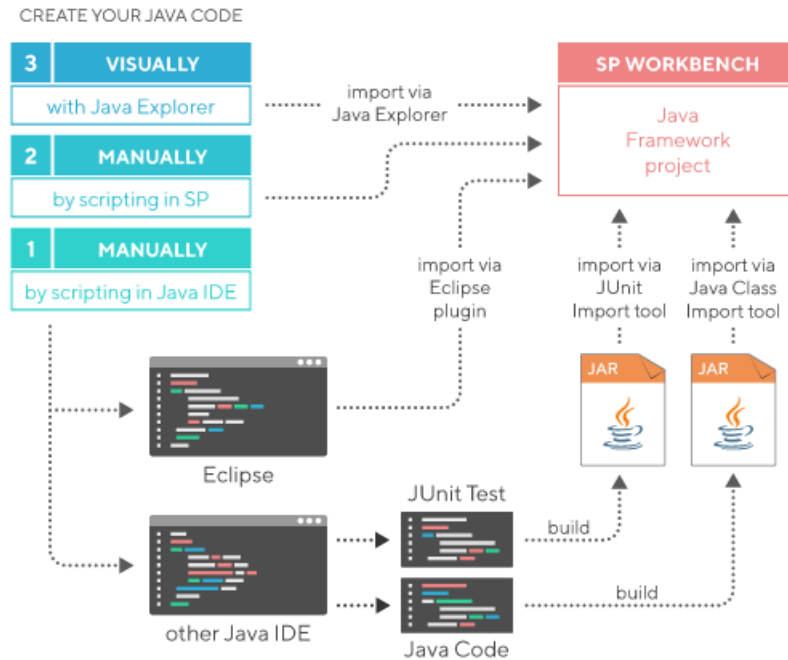 CREATE YOUR JAVA CODE
3 VISUALLY
with Java Explorer
2 MANUALLY
by scripting in SP
1 MANUALLY
by scripting in Java IDE
import via
Java Explorer
SP WORKBENCH
Java
Framework
project
import via
Eclipse
plugin
import via
JUnit
Import tool
import via
Java Class
Import tool
JAR
JAR
Eclipse
other Java IDE
JUnit Test
Java Code
build
build